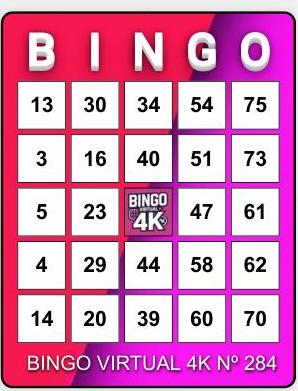 B I N G O
13 30 34 54 75
3 16 40 51 73
5 23 BINGO VIRTUAL 4K 47 61
4 29 44 58 62
14 20 39 60 70
BINGO VIRTUAL 4K Nº 284